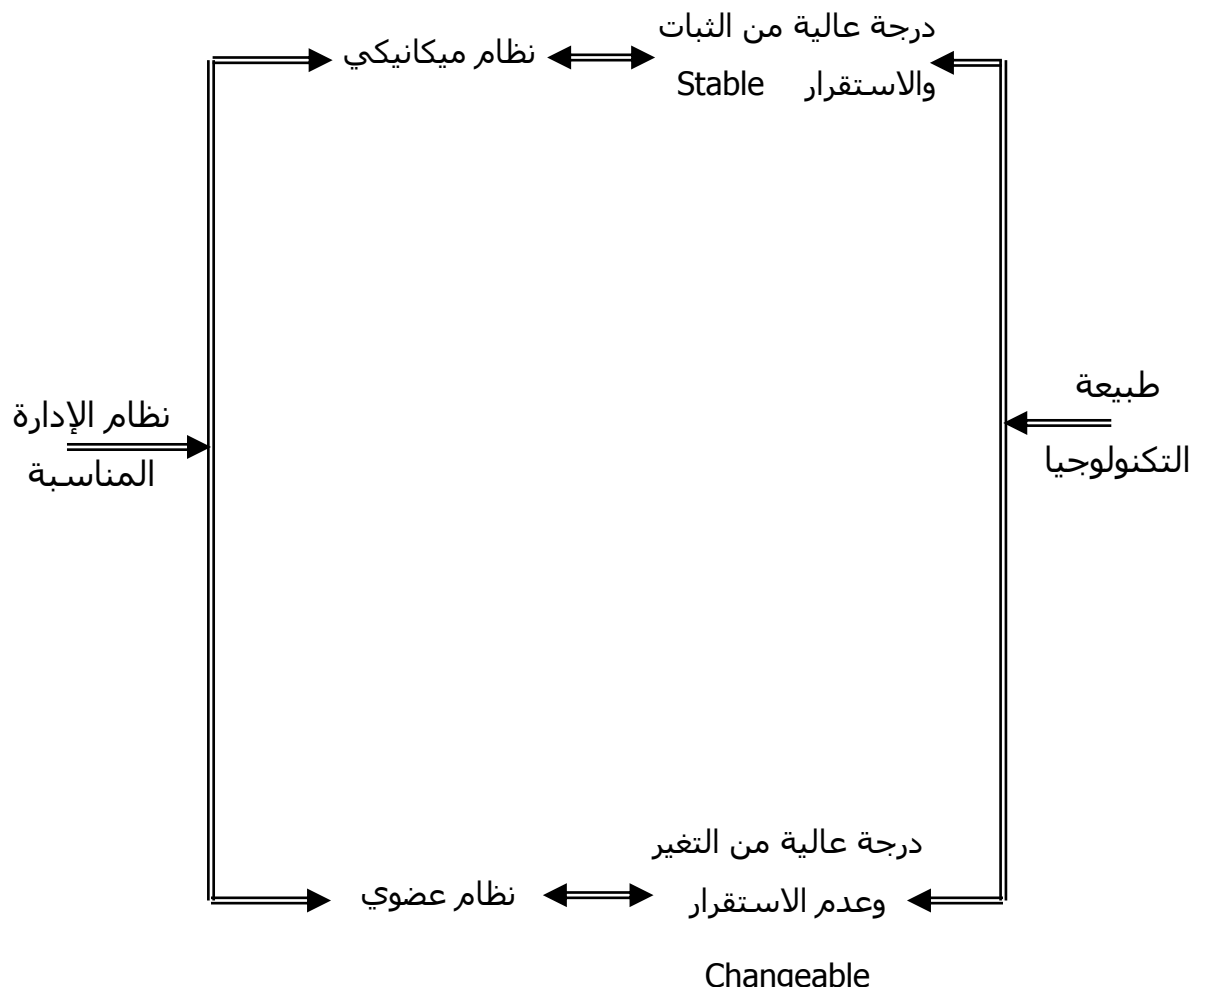 درجة عالية من الثبات
والاستقرار Stable
نظام ميكانيكي
طبيعة
التكنولوجيا
نظام الإدارة
المناسبة
درجة عالية من التغير
وعدم الاستقرار
Changeable
نظام عضوي